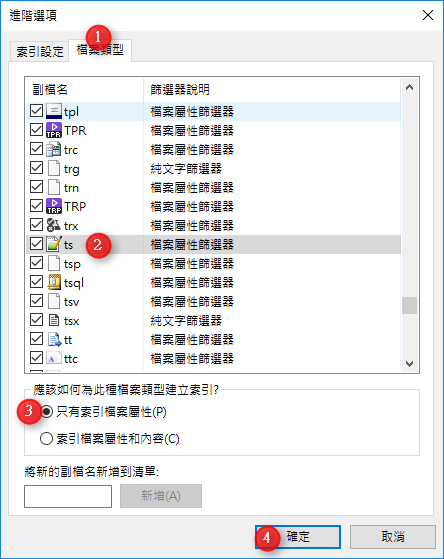 進階選項
1
索引設定 檔案類型
副檔名 篩選器說明
tpl 檔案屬性篩選器
TPR TPR 檔案屬性篩選器
trc 檔案屬性篩選器
trg 純文字篩選器
trn 檔案屬性篩選器
TRP TRP 檔案屬性篩選器
trx 檔案屬性篩選器
ts 2 檔案屬性篩選器
tsp 檔案屬性篩選器
tsql 檔案屬性篩選器
tsv 檔案屬性篩選器
tsx 純文字篩選器
tt 檔案屬性篩選器
A ttc 檔案屬性篩選器
應該如何為此種檔案類型建立索引?
3 只有索引檔案屬性(P)
索引檔案屬性和內容(C)
將新的副檔名新增到清單:
新增(A)
4 確定 取消